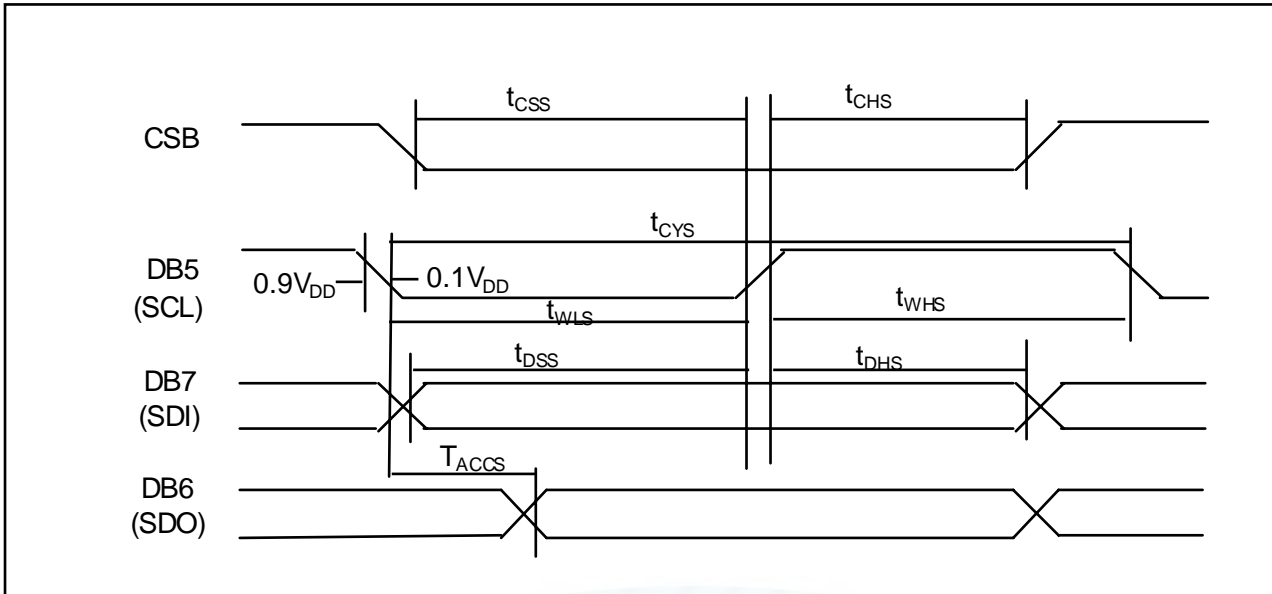 tCSS
tCHS
CSB
tCYS
DB5
(SCL)
0.9VDD
0.1VDD
tWLS
tWHS
tDSS
tDHS
DB7
(SDI)
TACCS
DB6
(SDO)